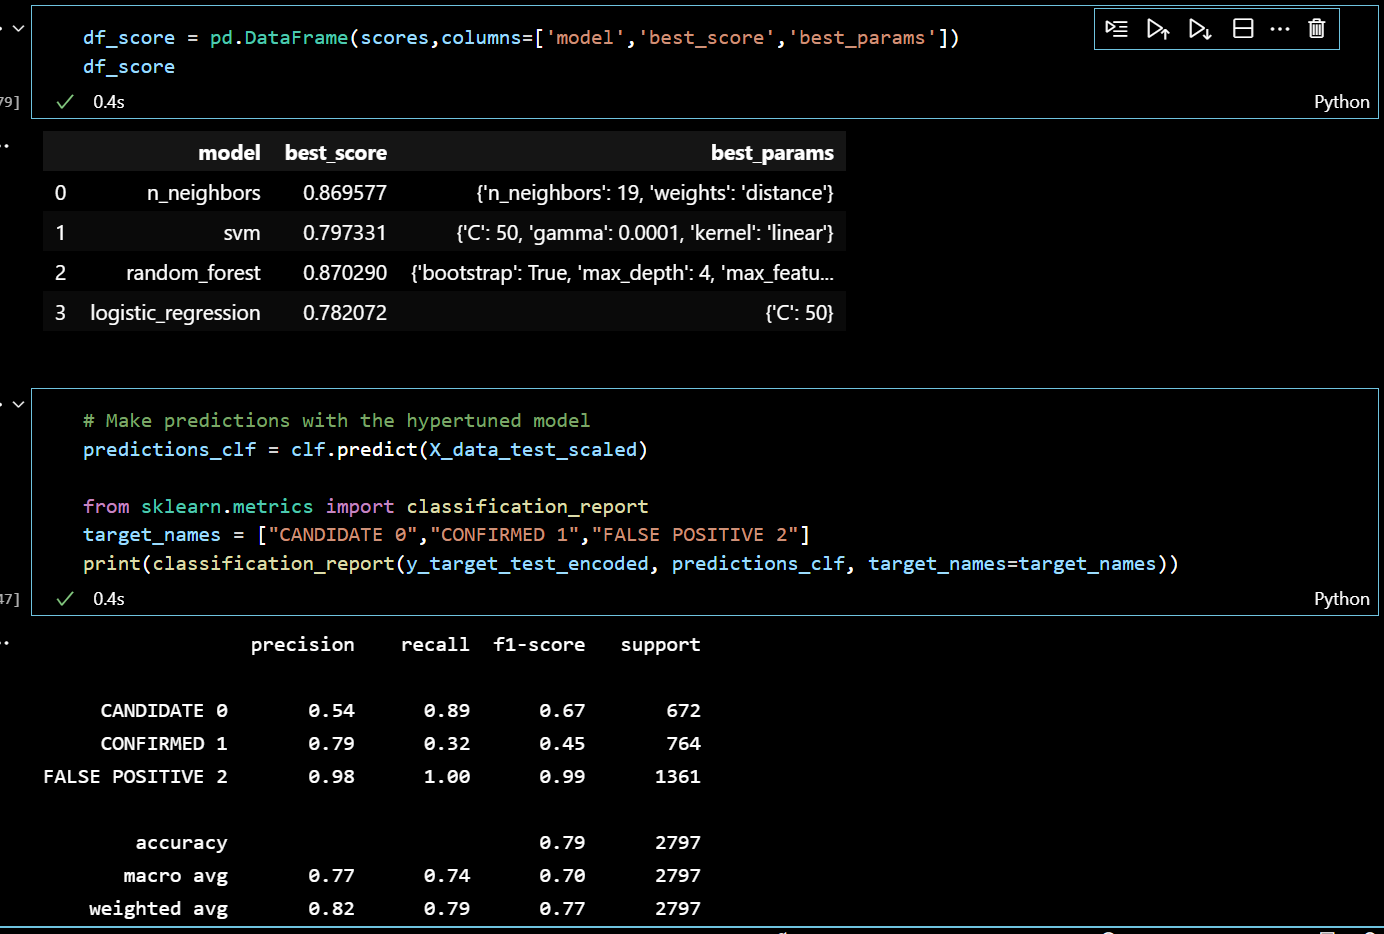 df_score = pd.DataFrame(scores,columns=['model','best_score','best_params'])
df_score
79]
0.4s
Python
model best_score best_params
0 n_neighbors 0.869577 {'n_neighbors': 19, 'weights': 'distance'}
1 svm 0.797331 {'C': 50, 'gamma': 0.0001, 'kernel': 'linear'}
2 random_forest 0.870290 {'bootstrap': True, 'max_depth': 4, 'max_featu...
3 logistic_regression 0.782072 {'C': 50}
# Make predictions with the hypertuned model
predictions_clf = clf.predict(X_data_test_scaled)
from sklearn.metrics import classification_report
target_names = ["CANDIDATE 0","CONFIRMED 1","FALSE POSITIVE 2"]
print(classification_report(y_target_test_encoded, predictions_clf, target_names=target_names))
47]
0.4s
Python
precision recall f1-score support
CANDIDATE 0 0.54 0.89 0.67 672
CONFIRMED 1 0.79 0.32 0.45 764
FALSE POSITIVE 2 0.98 1.00 0.99 1361
accuracy 0.79 2797
macro avg 0.77 0.74 0.70 2797
weighted avg 0.82 0.79 0.77 2797